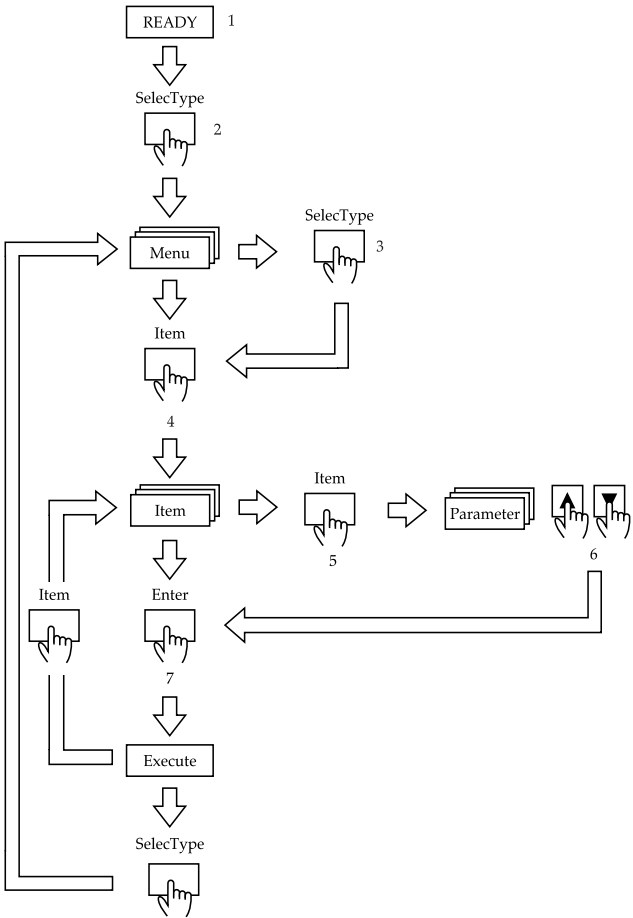 READY 1
SelecType
2
SelecType
Menu
3
Item
4
Item
Item
Parameter
5
6
Item
Enter
7
Execute
SelecType